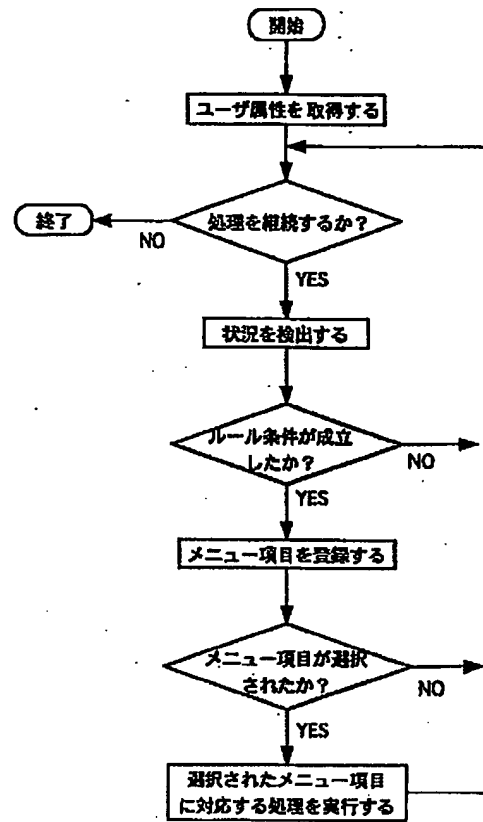 開始
ユーザ属性を取得する
処理を継続するか？
終了
NO
YES
状況を検出する
ルール条件が成立
したか？
NO
YES
メニュー項目を登録する
メニュー項目が選択
されたか？
NO
YES
選択されたメニュー項目
に対応する処理を実行する